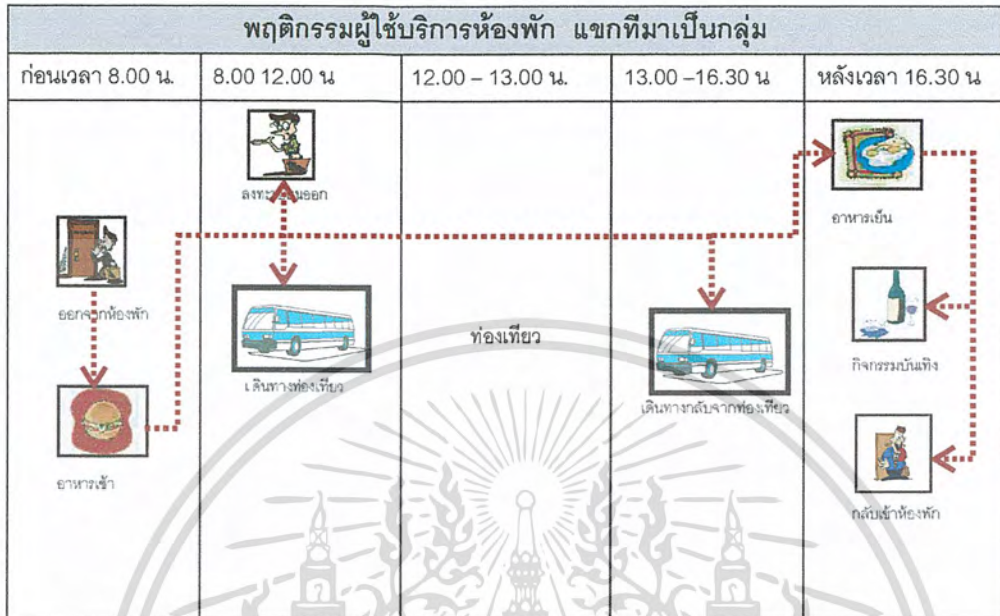 พฤติกรรมผู้ใช้บริการห้องพัก แขกที่มาเป็นกลุ่ม
ก่อนเวลา 8.00 น. 8.00 12.00 น 12.00 – 13.00 น. 13.00 –16.30 น หลังเวลา 16.30 น
ออกจากห้องพัก
อาหารเช้า
เดินทางท่องเที่ยว
ท่องเที่ยว
เดินทางกลับจากท่องเที่ยว
อาหารเย็น
กิจกรรมบันเทิง
กลับเข้าห้องพัก